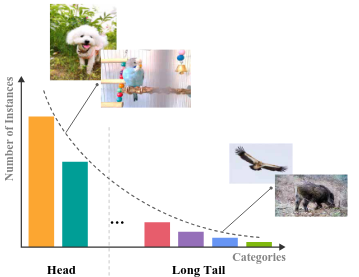 Number of Instances
...
Categories
Head
Long Tail